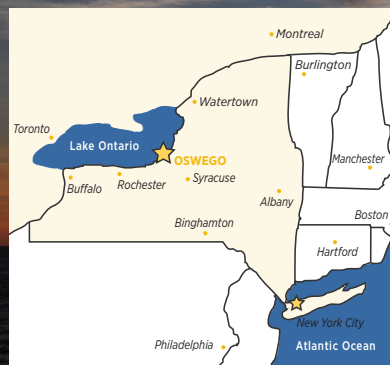 Montreal
Burlington
Watertown
Toronto
Lake Ontario
OSWEGO
Manchester
Buffalo
Rochester
Syracuse
Albany
Boston
Binghamton
Hartford
New York City
Philadelphia
Atlantic Ocean